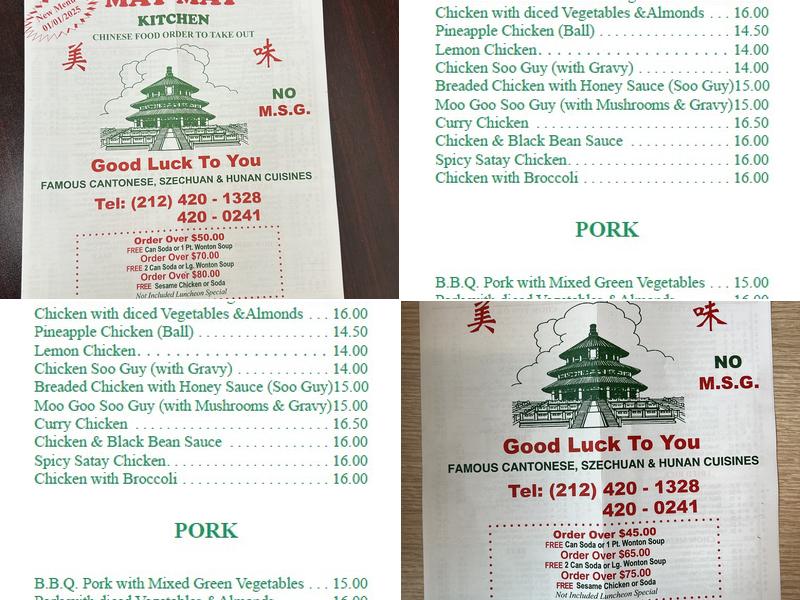 New Menu
01/01/2025
MAY MAY
KITCHEN
CHINESE FOOD ORDER TO TAKE OUT
美 味
NO
M.S.G.
Good Luck To You
FAMOUS CANTONESE, SZECHUAN & HUNAN CUISINES
Tel: (212) 420 - 1328
420 - 0241
Order Over $50.00
FREE Can Soda or 1 Pt. Wonton Soup
Order Over $70.00
FREE 2 Can Soda or Lg. Wonton Soup
Order Over $80.00
FREE Sesame Chicken or Soda
Not Included Luncheon Special
Chicken with diced Vegetables &Almonds . . . 16.00
Pineapple Chicken (Ball) . . . . . . . . . . . . . . . . . . 14.50
Lemon Chicken. . . . . . . . . . . . . . . . . . . . . . 14.00
Chicken Soo Guy (with Gravy) . . . . . . . . . . . . . 14.00
Breaded Chicken with Honey Sauce (Soo Guy)15.00
Moo Goo Soo Guy (with Mushrooms & Gravy)15.00
Curry Chicken . . . . . . . . . . . . . . . . . . . . . . . . . . 16.50
Chicken & Black Bean Sauce . . . . . . . . . . . . . . 16.00
Spicy Satay Chicken. . . . . . . . . . . . . . . . . . . . . . 16.00
Chicken with Broccoli . . . . . . . . . . . . . . . . . . . . 16.00
PORK
B.B.Q. Pork with Mixed Green Vegetables . . . 15.00
Chicken with diced Vegetables &Almonds . . . 16.00
Pineapple Chicken (Ball) . . . . . . . . . . . . . . . . . . 14.50
Lemon Chicken. . . . . . . . . . . . . . . . . . . . . . 14.00
Chicken Soo Guy (with Gravy) . . . . . . . . . . . . . 14.00
Breaded Chicken with Honey Sauce (Soo Guy)15.00
Moo Goo Soo Guy (with Mushrooms & Gravy)15.00
Curry Chicken . . . . . . . . . . . . . . . . . . . . . . . . . . 16.50
Chicken & Black Bean Sauce . . . . . . . . . . . . . . 16.00
Spicy Satay Chicken. . . . . . . . . . . . . . . . . . . . . . 16.00
Chicken with Broccoli . . . . . . . . . . . . . . . . . . . . 16.00
PORK
B.B.Q. Pork with Mixed Green Vegetables . . . 15.00
美 味
NO
M.S.G.
Good Luck To You
FAMOUS CANTONESE, SZECHUAN & HUNAN CUISINES
Tel: (212) 420 - 1328
420 - 0241
Order Over $45.00
FREE Can Soda or 1 Pt. Wonton Soup
Order Over $65.00
FREE 2 Can Soda or Lg. Wonton Soup
Order Over $75.00
FREE Sesame Chicken or Soda
Not Included Luncheon Special